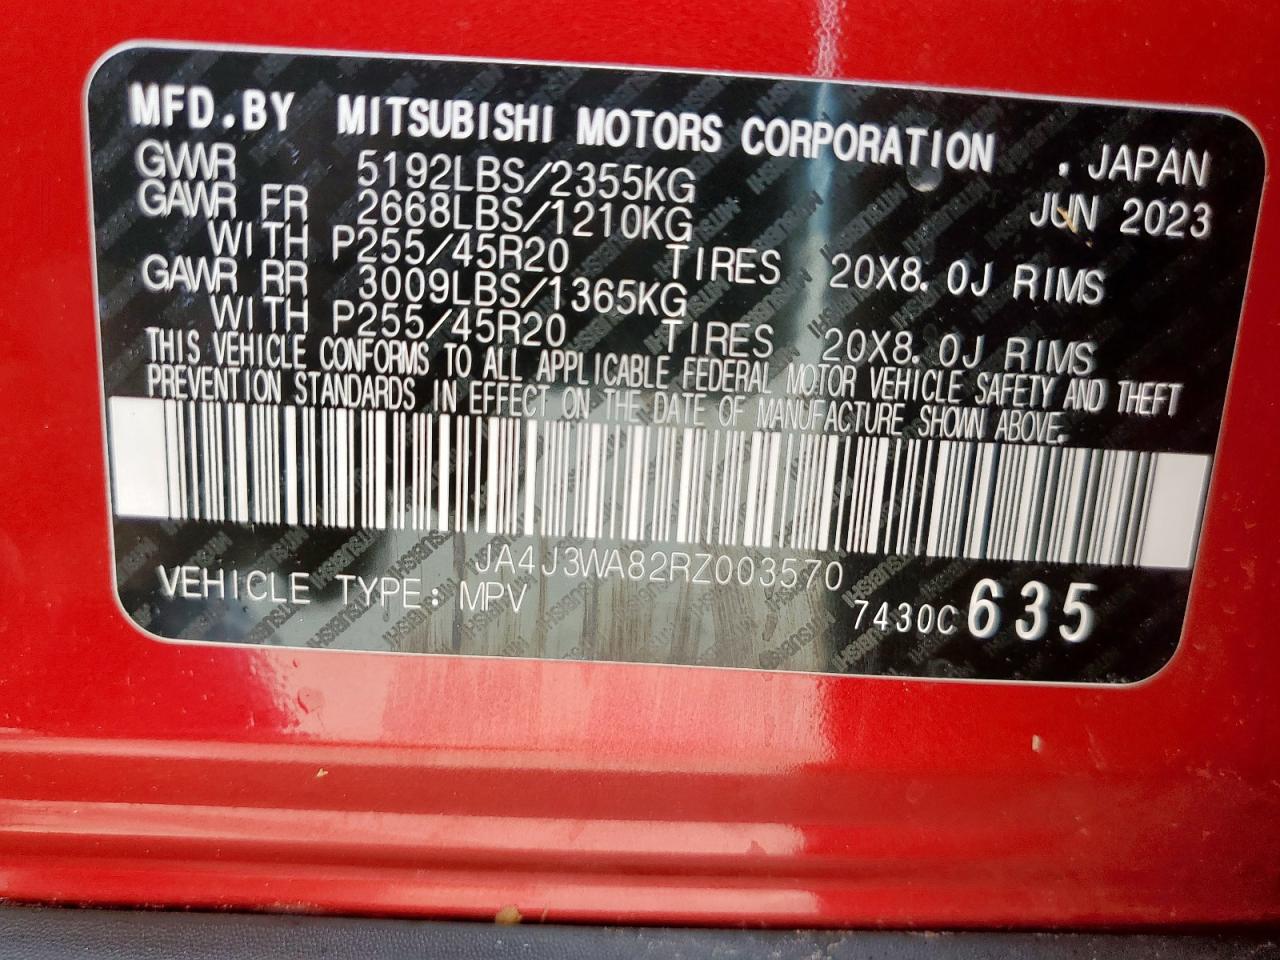 MFD.BY MITSUBISHI MOTORS CORPORATION . JAPAN
GVWR 5192LBS/2355KG JUN 2023
GAWR FR 2668LBS/1210KG
WITH P255/45R20 TIRES 20X8.0J RIMS
GAWR RR 3009LBS/1365KG
WITH P255/45R20 TIRES 20X8.0J RIMS
THIS VEHICLE CONFORMS TO ALL APPLICABLE FEDERAL MOTOR VEHICLE SAFETY AND THEFT
PREVENTION STANDARDS IN EFFECT ON THE DATE OF MANUFACTURE SHOWN ABOVE.
JA4J3WA82RZ003570
VEHICLE TYPE: MPV 7430C 635